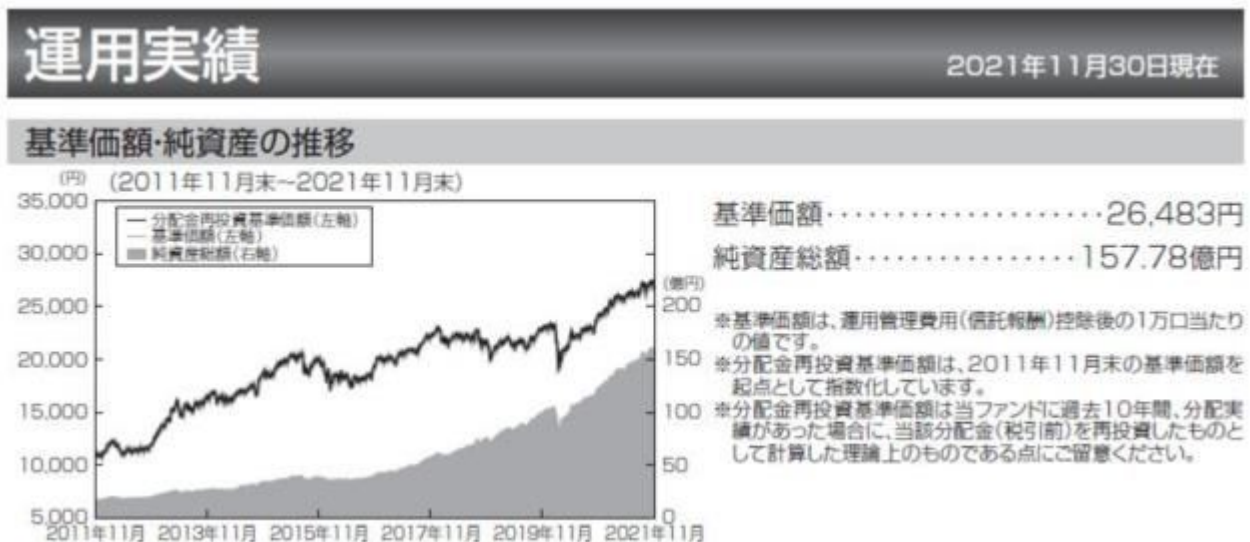 運用実績
2021年11月30日現在
基準価額・純資産の推移
(円) (2011年11月末~2021年11月末)
35,000
30,000
25,000
20,000
15,000
10,000
5,000
分配金再投資基準価額(左軸)
基準価額(左軸)
純資産総額(右軸)
(億円)
200
150
100
50
0
2011年11月 2013年11月 2015年11月 2017年11月 2019年11月 2021年11月
基準価額・・・・・・・・・・・・・・・・・・・・・26,483円
純資産総額・・・・・・・・・・・・・・・・・157.78億円
※基準価額は、運用管理費用(信託報酬)控除後の1万口当たり
の値です。
※分配金再投資基準価額は、2011年11月末の基準価額を
起点として指数化しています。
※分配金再投資基準価額は当ファンドに過去10年間、分配実
績があった場合に、当該分配金(税引前)を再投資したものと
して計算した理論上のものである点にご留意ください。